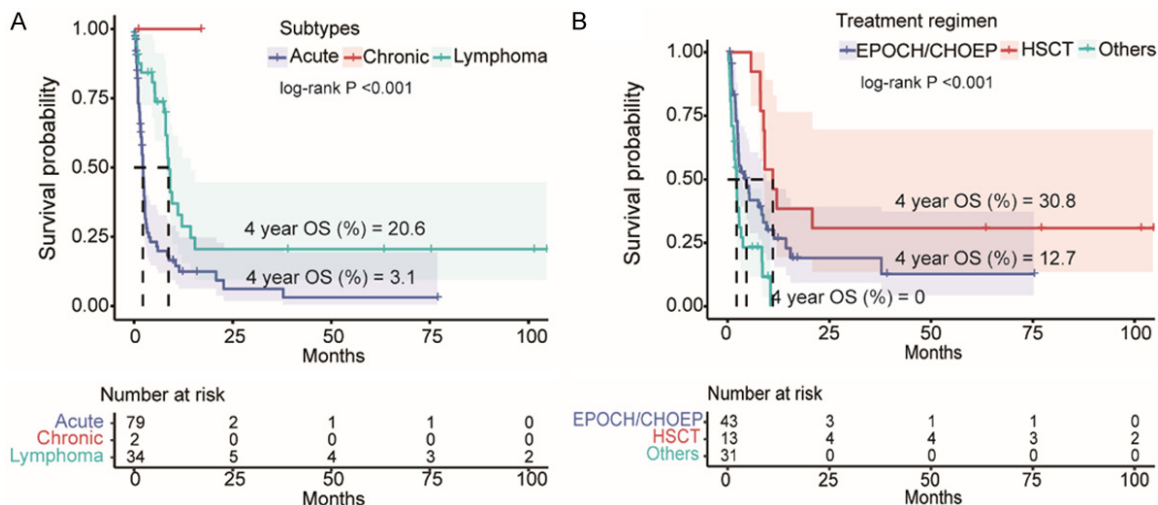 A
Subtypes
Acute Chronic Lymphoma
log-rank P <0.001
Survival probability
1.00
0.75
0.50
0.25
0.00
4 year OS (%) = 20.6
4 year OS (%) = 3.1
0 25 50 75 100
Months
Number at risk
Acute 79 2 1 1 0
Chronic 2 0 0 0 0
Lymphoma 34 5 4 3 2
0 25 50 75 100
Months
B
Treatment regimen
EPOCH/CHOEP HSCT Others
log-rank P <0.001
Survival probability
1.00
0.75
0.50
0.25
0.00
4 year OS (%) = 30.8
4 year OS (%) = 12.7
4 year OS (%) = 0
0 25 50 75 100
Months
Number at risk
EPOCH/CHOEP 43 3 1 1 0
HSCT 13 4 4 3 2
Others 31 0 0 0 0
0 25 50 75 100
Months